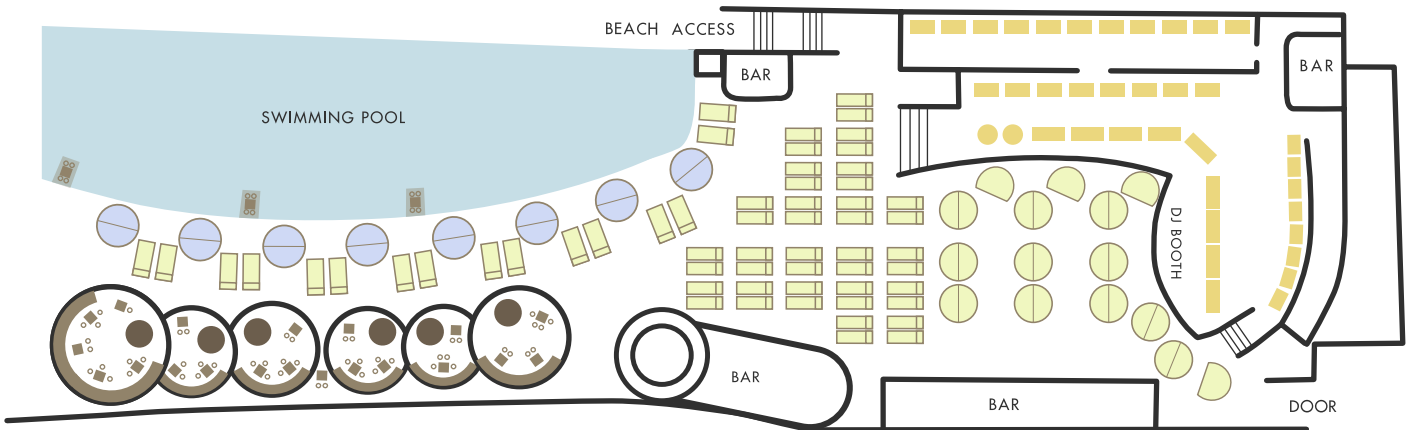 BEACH ACCESS
BAR
BAR
SWIMMING POOL
DJ BOOTH
BAR
BAR
DOOR